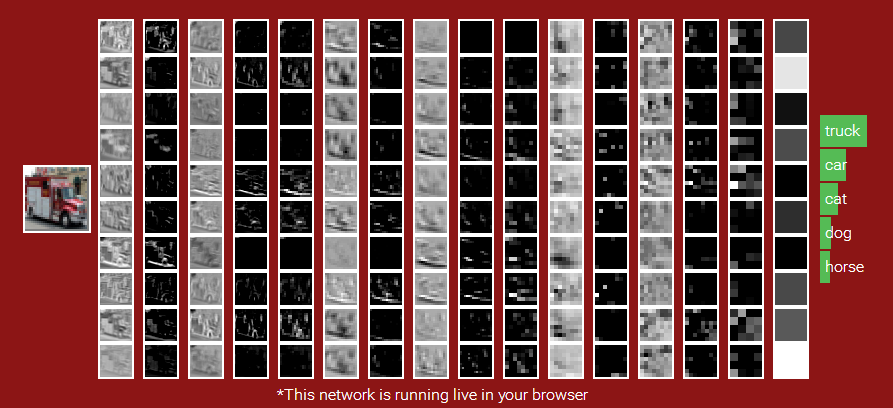 truck
car
cat
dog
horse
*This network is running live in your browser